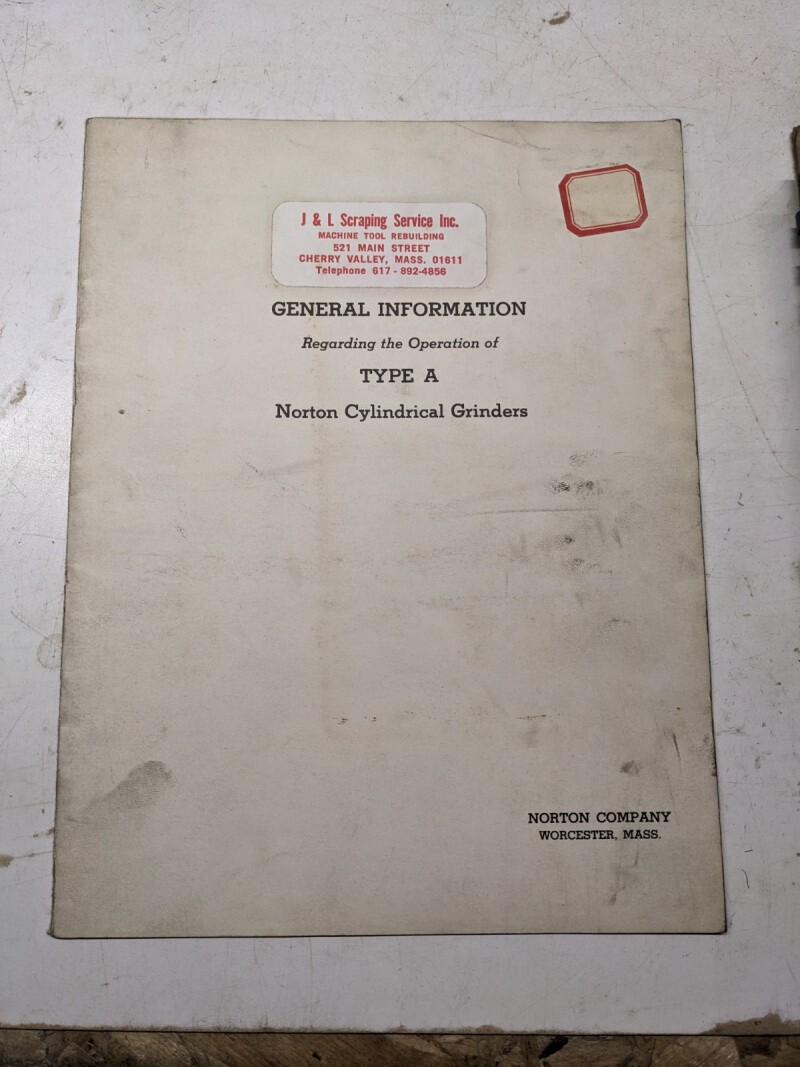 J & L Scraping Service Inc.
MACHINE TOOL REBUILDING
521 MAIN STREET
CHERRY VALLEY, MASS. 01611
Telephone 617 - 892-4856
GENERAL INFORMATION
Regarding the Operation of
TYPE A
Norton Cylindrical Grinders
NORTON COMPANY
WORCESTER, MASS.